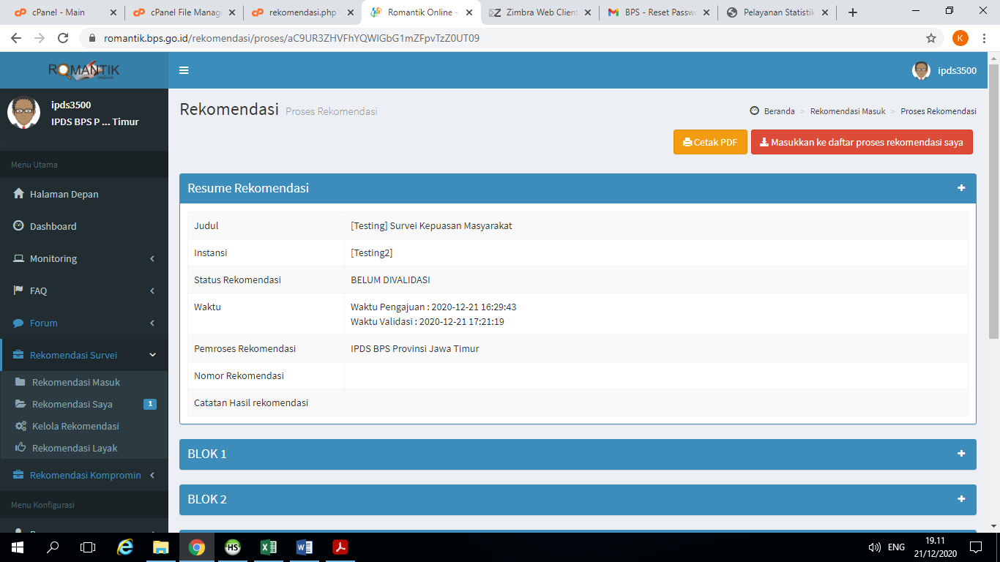 cPanel - Main
cPanel File Manag
rekomendasi.php -
Romantik Online -
Zimbra Web Client
BPS - Reset Passwo
Pelayanan Statistik
romantik.bps.go.id/rekomendasi/proses/aC9UR3ZHVFhYQWlGbG1mZFpvTzZ0UT09
K
ROMANTIK
online
ipds3500
ipds3500
IPDS BPS P ... Timur
Rekomendasi Proses Rekomendasi
Beranda > Rekomendasi Masuk > Proses Rekomendasi
Cetak PDF
Masukkan ke daftar proses rekomendasi saya
Menu Utama
Halaman Depan
Dashboard
Monitoring
FAQ
Forum
Rekomendasi Survei
Rekomendasi Masuk
Rekomendasi Saya 1
Kelola Rekomendasi
Rekomendasi Layak
Rekomendasi Kompromin
Menu Konfigurasi
Resume Rekomendasi
Judul [Testing] Survei Kepuasan Masyarakat
Instansi [Testing2]
Status Rekomendasi BELUM DIVALIDASI
Waktu Waktu Pengajuan : 2020-12-21 16:29:43
Waktu Validasi : 2020-12-21 17:21:19
Pemroses Rekomendasi IPDS BPS Provinsi Jawa Timur
Nomor Rekomendasi
Catatan Hasil rekomendasi
BLOK 1
BLOK 2
HS
ENG
19.11
21/12/2020